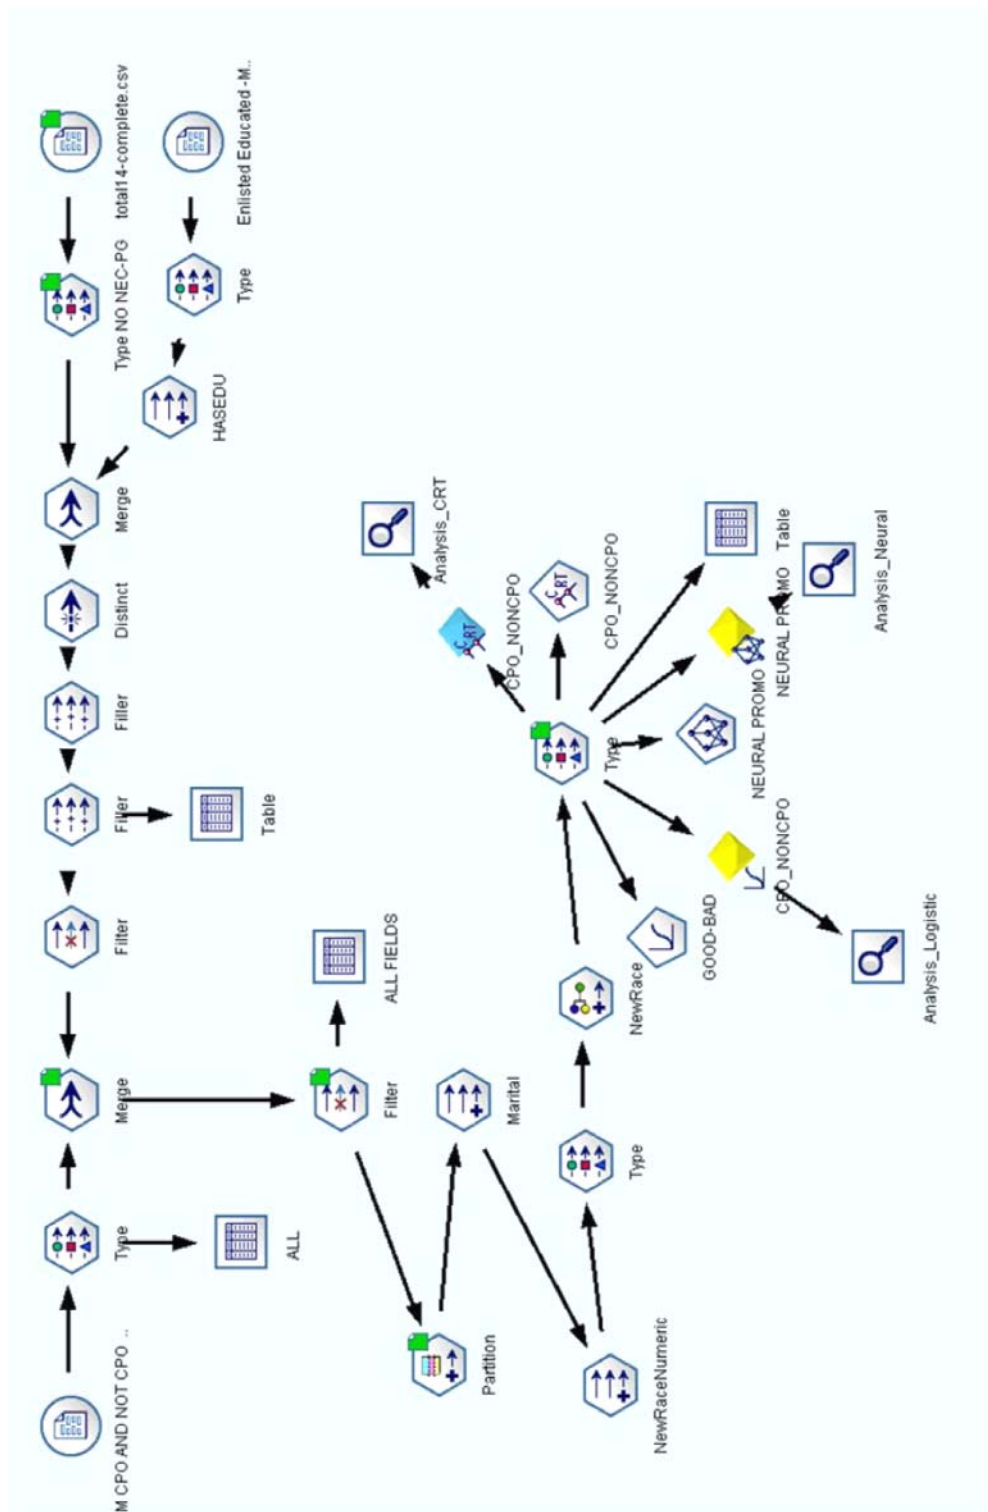 M CPO AND NOT CPO ..
Type
Merge
Filter
Filler
Filler
Distinct
Merge
Type NO NEC-PG
total14-complete.csv
HASEDU
Type
Enlisted Educated -M..
Table
ALL
Filter
ALL FIELDS
Analysis_CRT
Partition
Marital
CPO_NONCPO
Type
CPO_NONCPO
Type
NewRace
NewRaceNumeric
GOOD-BAD
NEURAL PROMO
CPO_NONCPO
NEURAL PROMO
Table
Analysis_Neural
Analysis_Logistic